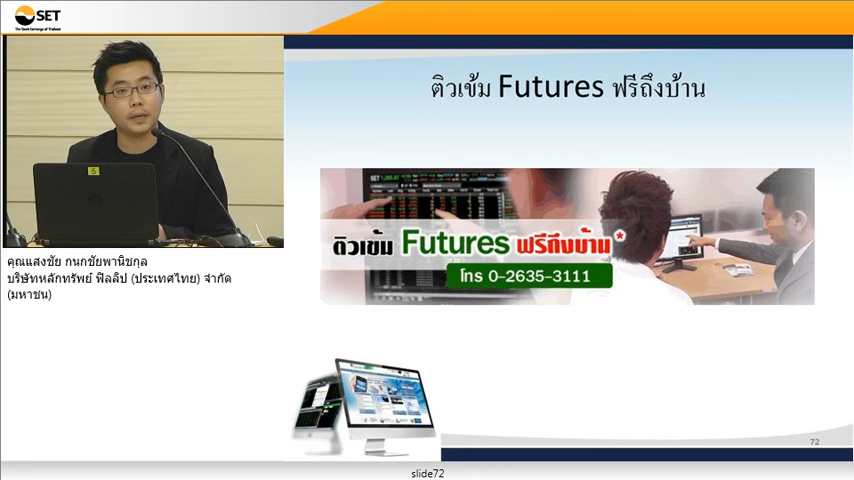 SET
The Stock Exchange of Thailand
ติวเข้ม Futures ฟรีถึงบ้าน
5
ติวเข้ม Futures ฟรีถึงบ้าน*
โทร 0-2635-3111
คุณแสงชัย กนกชัยพานิชกุล
บริษัทหลักทรัพย์ ฟิลลิป (ประเทศไทย) จำกัด
(มหาชน)
72
slide72